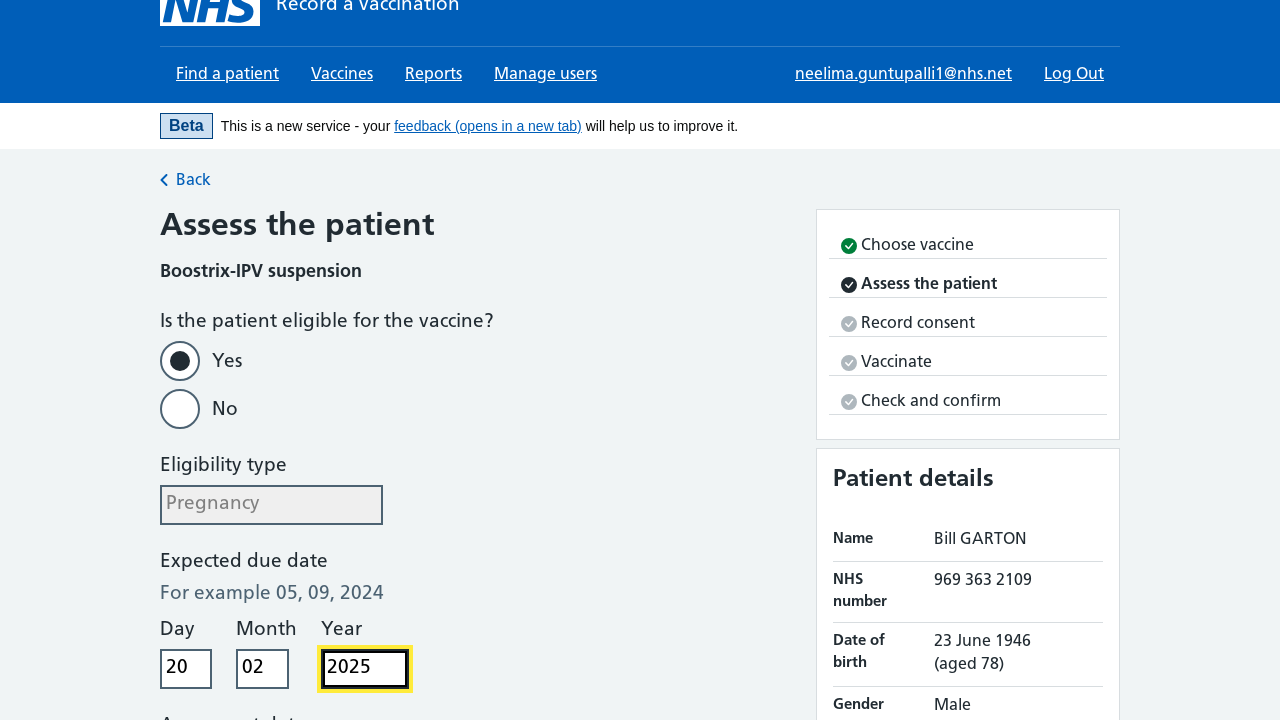 NHS Record a vaccination
Find a patient Vaccines Reports Manage users neelima.guntupalli1@nhs.net Log Out
Beta This is a new service - your feedback (opens in a new tab) will help us to improve it.
Back
Assess the patient
Boostrix-IPV suspension
Is the patient eligible for the vaccine?
Yes
No
Eligibility type
Pregnancy
Expected due date
For example 05, 09, 2024
Day Month Year
20 02 2025
Choose vaccine
Assess the patient
Record consent
Vaccinate
Check and confirm
Patient details
Name Bill GARTON
NHS number 969 363 2109
Date of birth 23 June 1946 (aged 78)
Gender Male